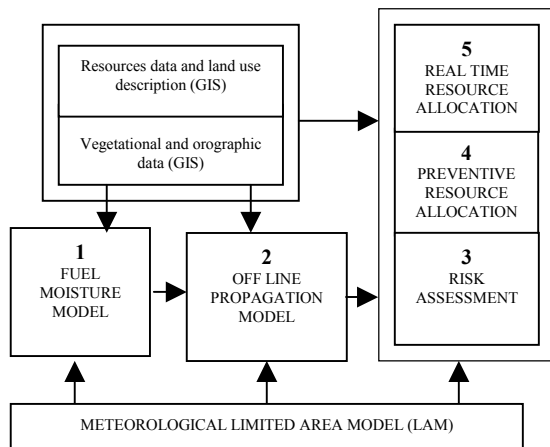 Resources data and land use
description (GIS)
Vegetational and orographic
data (GIS)
5
REAL TIME
RESOURCE
ALLOCATION
4
PREVENTIVE
RESOURCE
ALLOCATION
3
RISK
ASSESSMENT
1
FUEL
MOISTURE
MODEL
2
OFF LINE
PROPAGATION
MODEL
METEOROLOGICAL LIMITED AREA MODEL (LAM)